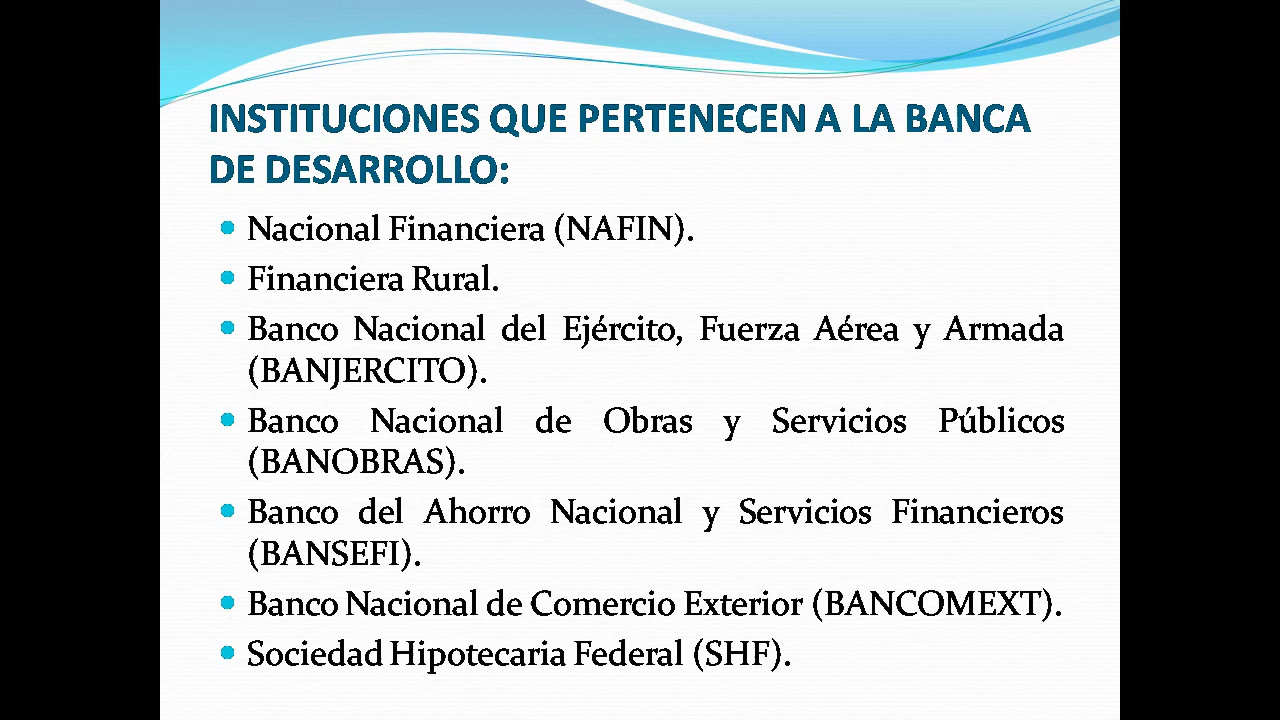 INSTITUCIONES QUE PERTENECEN A LA BANCA
DE DESARROLLO:
• Nacional Financiera (NAFIN).
• Financiera Rural.
• Banco Nacional del Ejército, Fuerza Aérea y Armada
(BANJERCITO).
• Banco Nacional de Obras y Servicios Públicos
(BANOBRAS).
• Banco del Ahorro Nacional y Servicios Financieros
(BANSEFI).
• Banco Nacional de Comercio Exterior (BANCOMEXT).
• Sociedad Hipotecaria Federal (SHF).